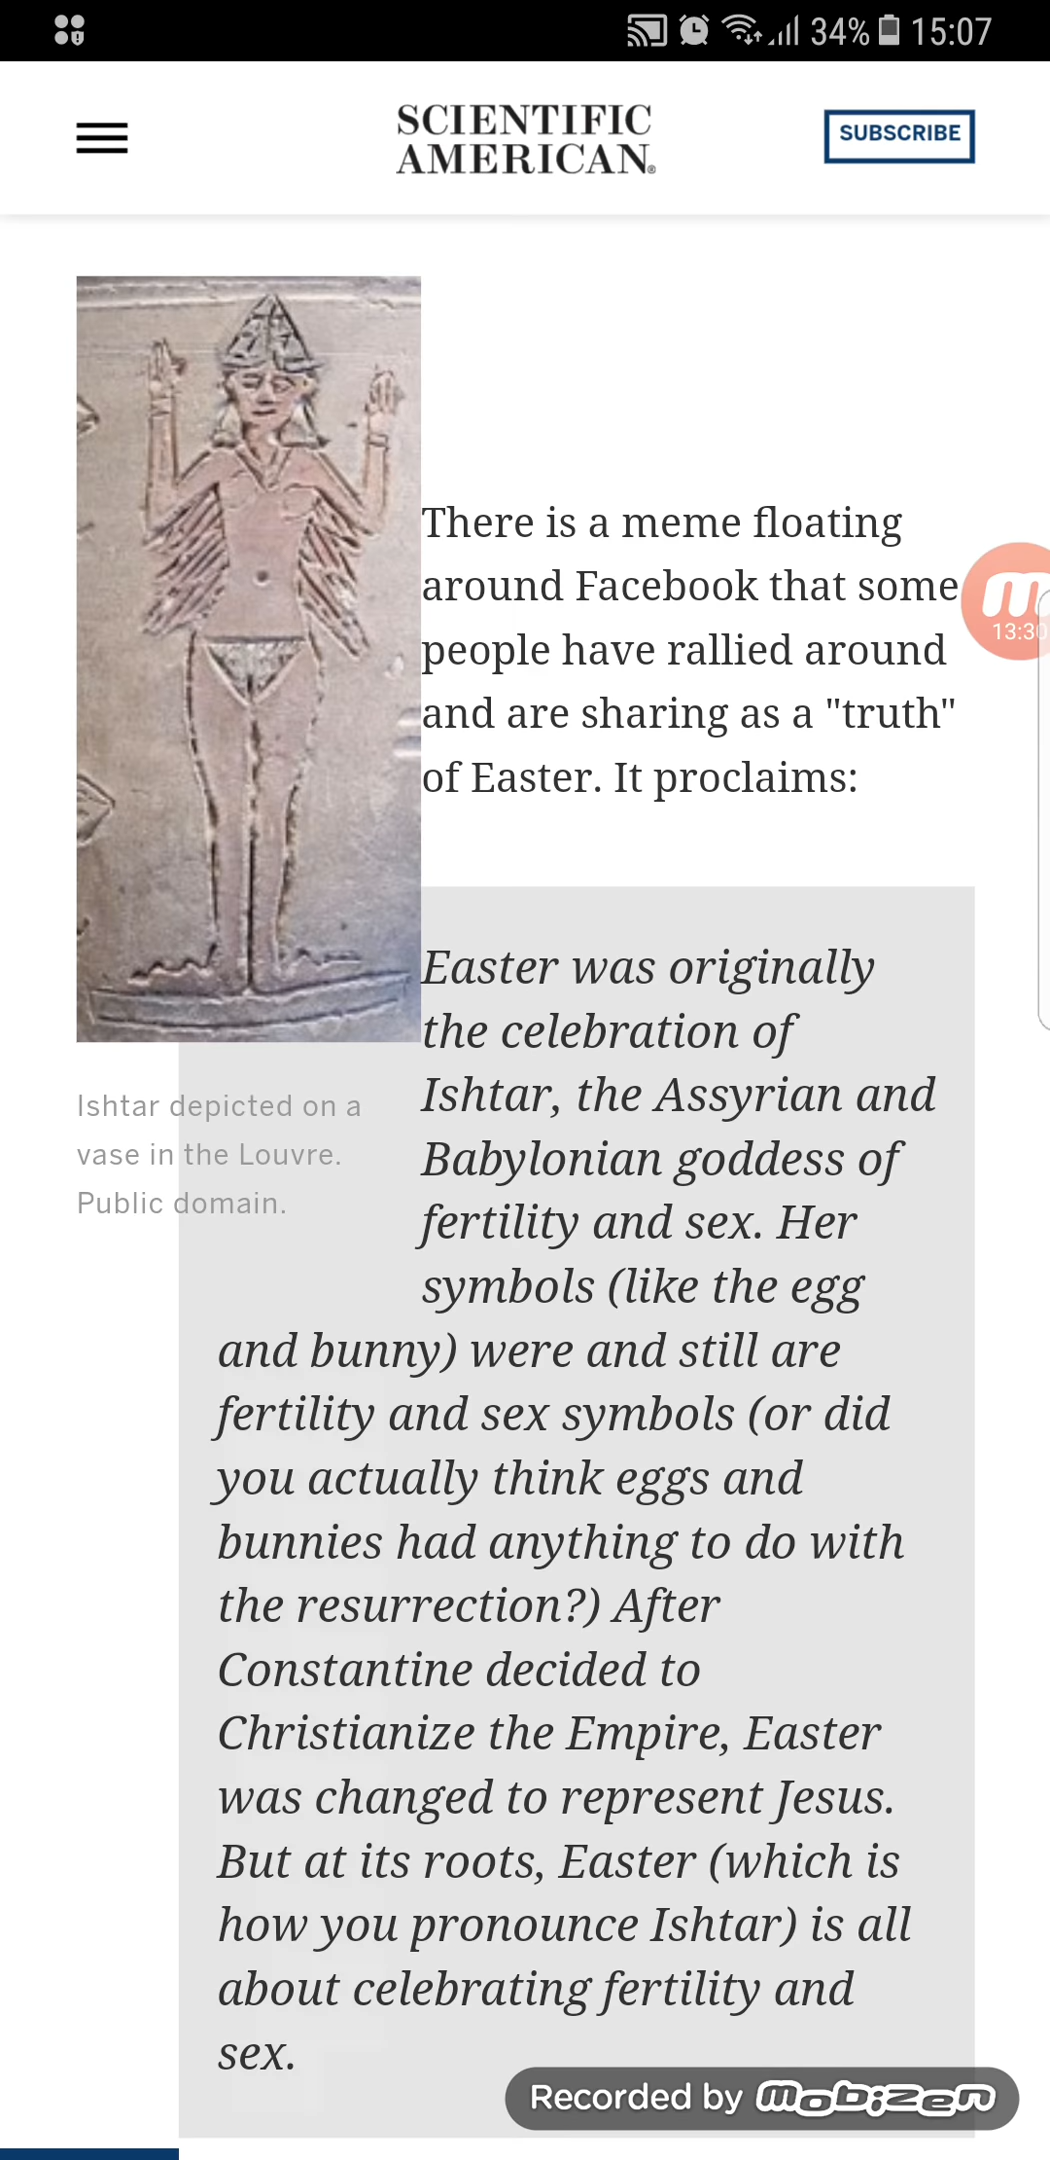 34% 15:07
SCIENTIFIC
AMERICAN®
SUBSCRIBE
There is a meme floating
around Facebook that some
people have rallied around
and are sharing as a "truth"
of Easter. It proclaims:
13:30
Easter was originally
the celebration of
Ishtar, the Assyrian and
Babylonian goddess of
fertility and sex. Her
symbols (like the egg
and bunny) were and still are
fertility and sex symbols (or did
you actually think eggs and
bunnies had anything to do with
the resurrection?) After
Constantine decided to
Christianize the Empire, Easter
was changed to represent Jesus.
But at its roots, Easter (which is
how you pronounce Ishtar) is all
about celebrating fertility and
sex.
Ishtar depicted on a
vase in the Louvre.
Public domain.
Recorded by mobizen